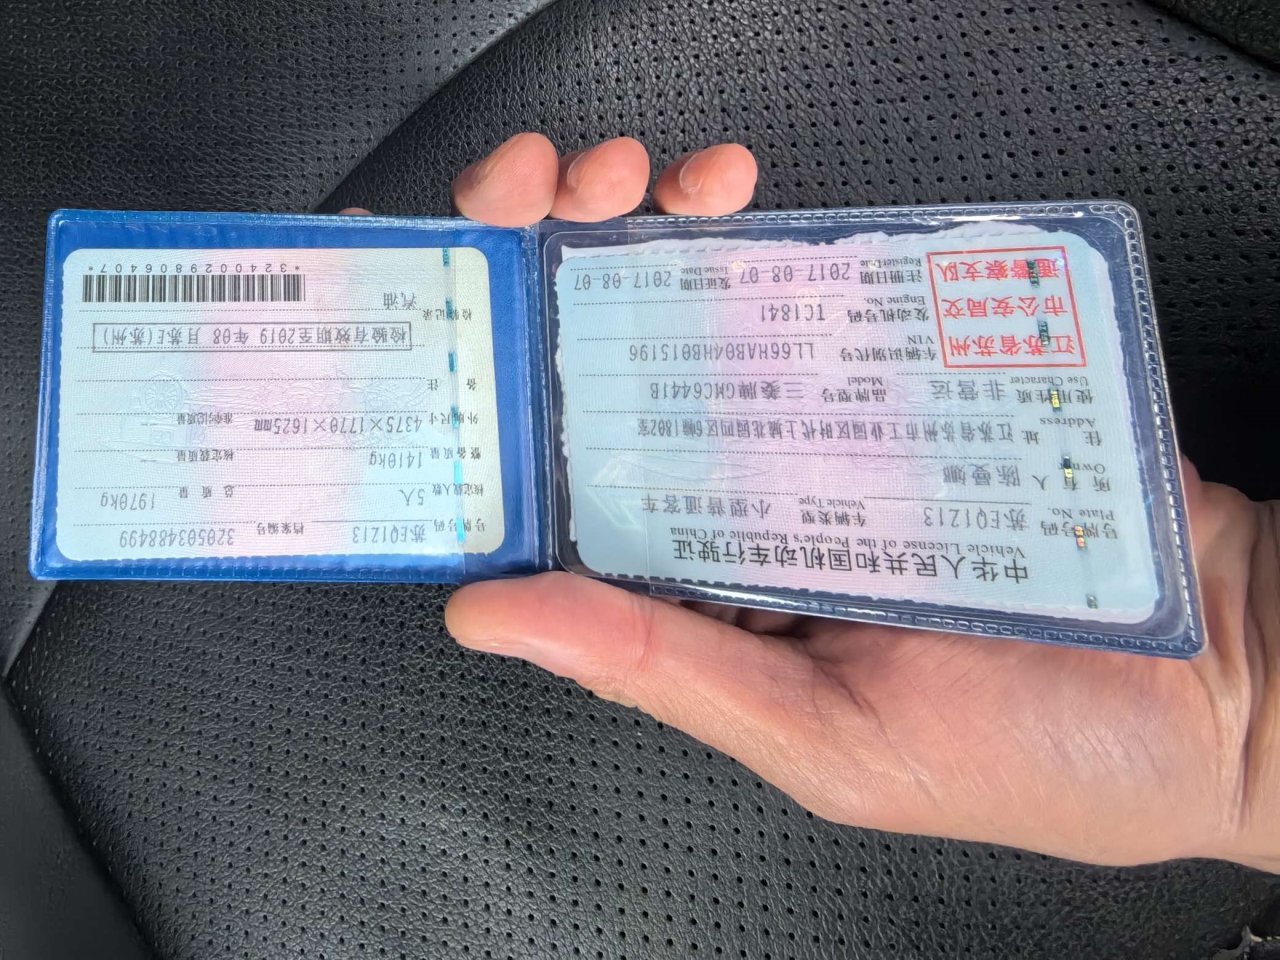 中华人民共和国机动车行驶证
Vehicle License of the People's Republic of China
号牌号码 Plate No. 苏EQ1Z13 车辆类型 Vehicle Type 小型普通客车
所有人 Owner 陈曼娜
住址 Address 江苏省苏州市工业园区时代上城北园四区6幢1802室
使用性质 Use Character 非营运 品牌型号 Model 三菱牌GMC6441B
车辆识别代号 VIN LL66HAB04HB015196
发动机号码 Engine No. TC1841
注册日期 Register Date 2017-08-07 发证日期 Issue Date 2017-08-07
江苏省苏州
市公安局交
通警察支队
号牌号码 苏EQ1Z13 档案编号 320503488499
核定载人数 5人 总质量 1970kg
整备质量 1410kg 核定载质量 --
外廓尺寸 4375×1770×1625mm 准牵引总质量 --
备注
检验有效期至2019年08月苏E(苏州)
检验记录
汽油
*3240029806407*